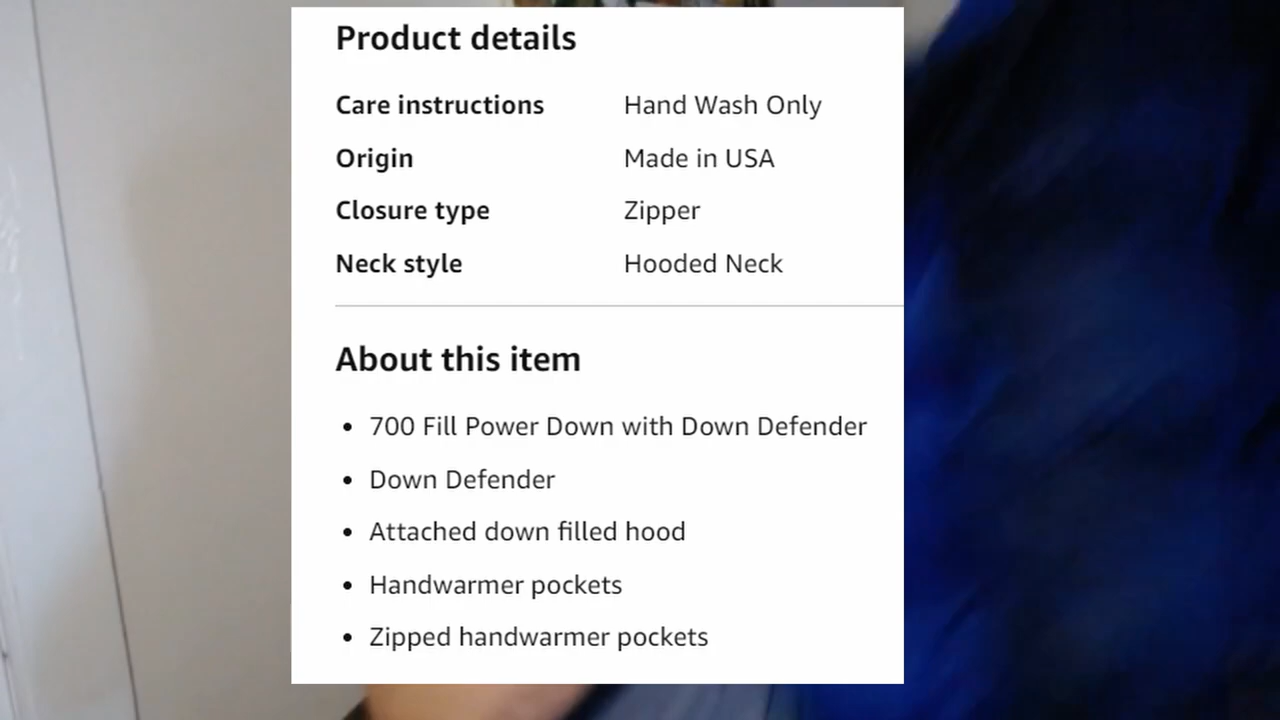 Product details
Care instructions Hand Wash Only
Origin Made in USA
Closure type Zipper
Neck style Hooded Neck
About this item
• 700 Fill Power Down with Down Defender
• Down Defender
• Attached down filled hood
• Handwarmer pockets
• Zipped handwarmer pockets